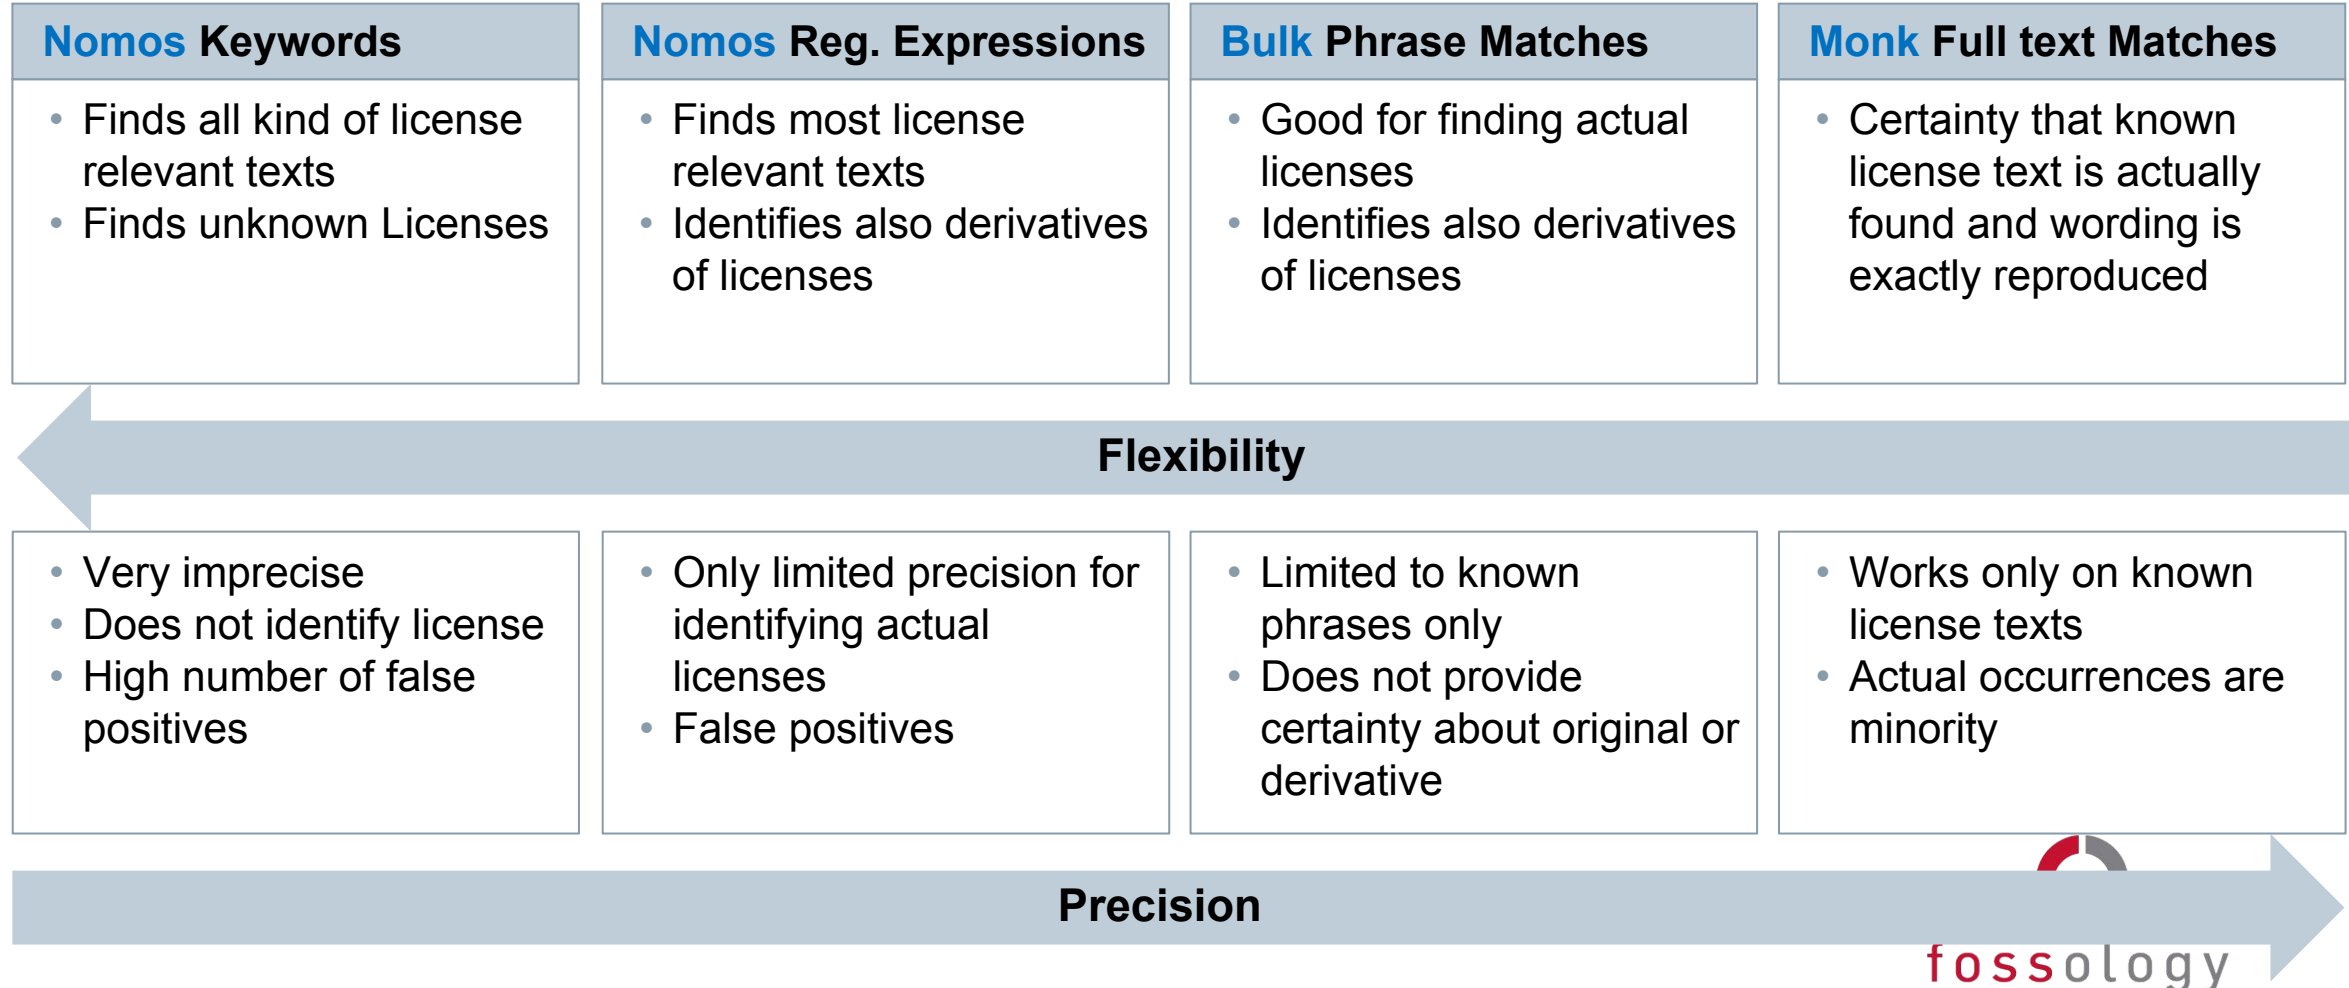 Nomos Keywords
• Finds all kind of license
relevant texts
• Finds unknown Licenses
Nomos Reg. Expressions
• Finds most license
relevant texts
• Identifies also derivatives
of licenses
Bulk Phrase Matches
• Good for finding actual
licenses
• Identifies also derivatives
of licenses
Monk Full text Matches
• Certainty that known
license text is actually
found and wording is
exactly reproduced
Flexibility
• Very imprecise
• Does not identify license
• High number of false
positives
• Only limited precision for
identifying actual
licenses
• False positives
• Limited to known
phrases only
• Does not provide
certainty about original or
derivative
• Works only on known
license texts
• Actual occurrences are
minority
Precision
fossology